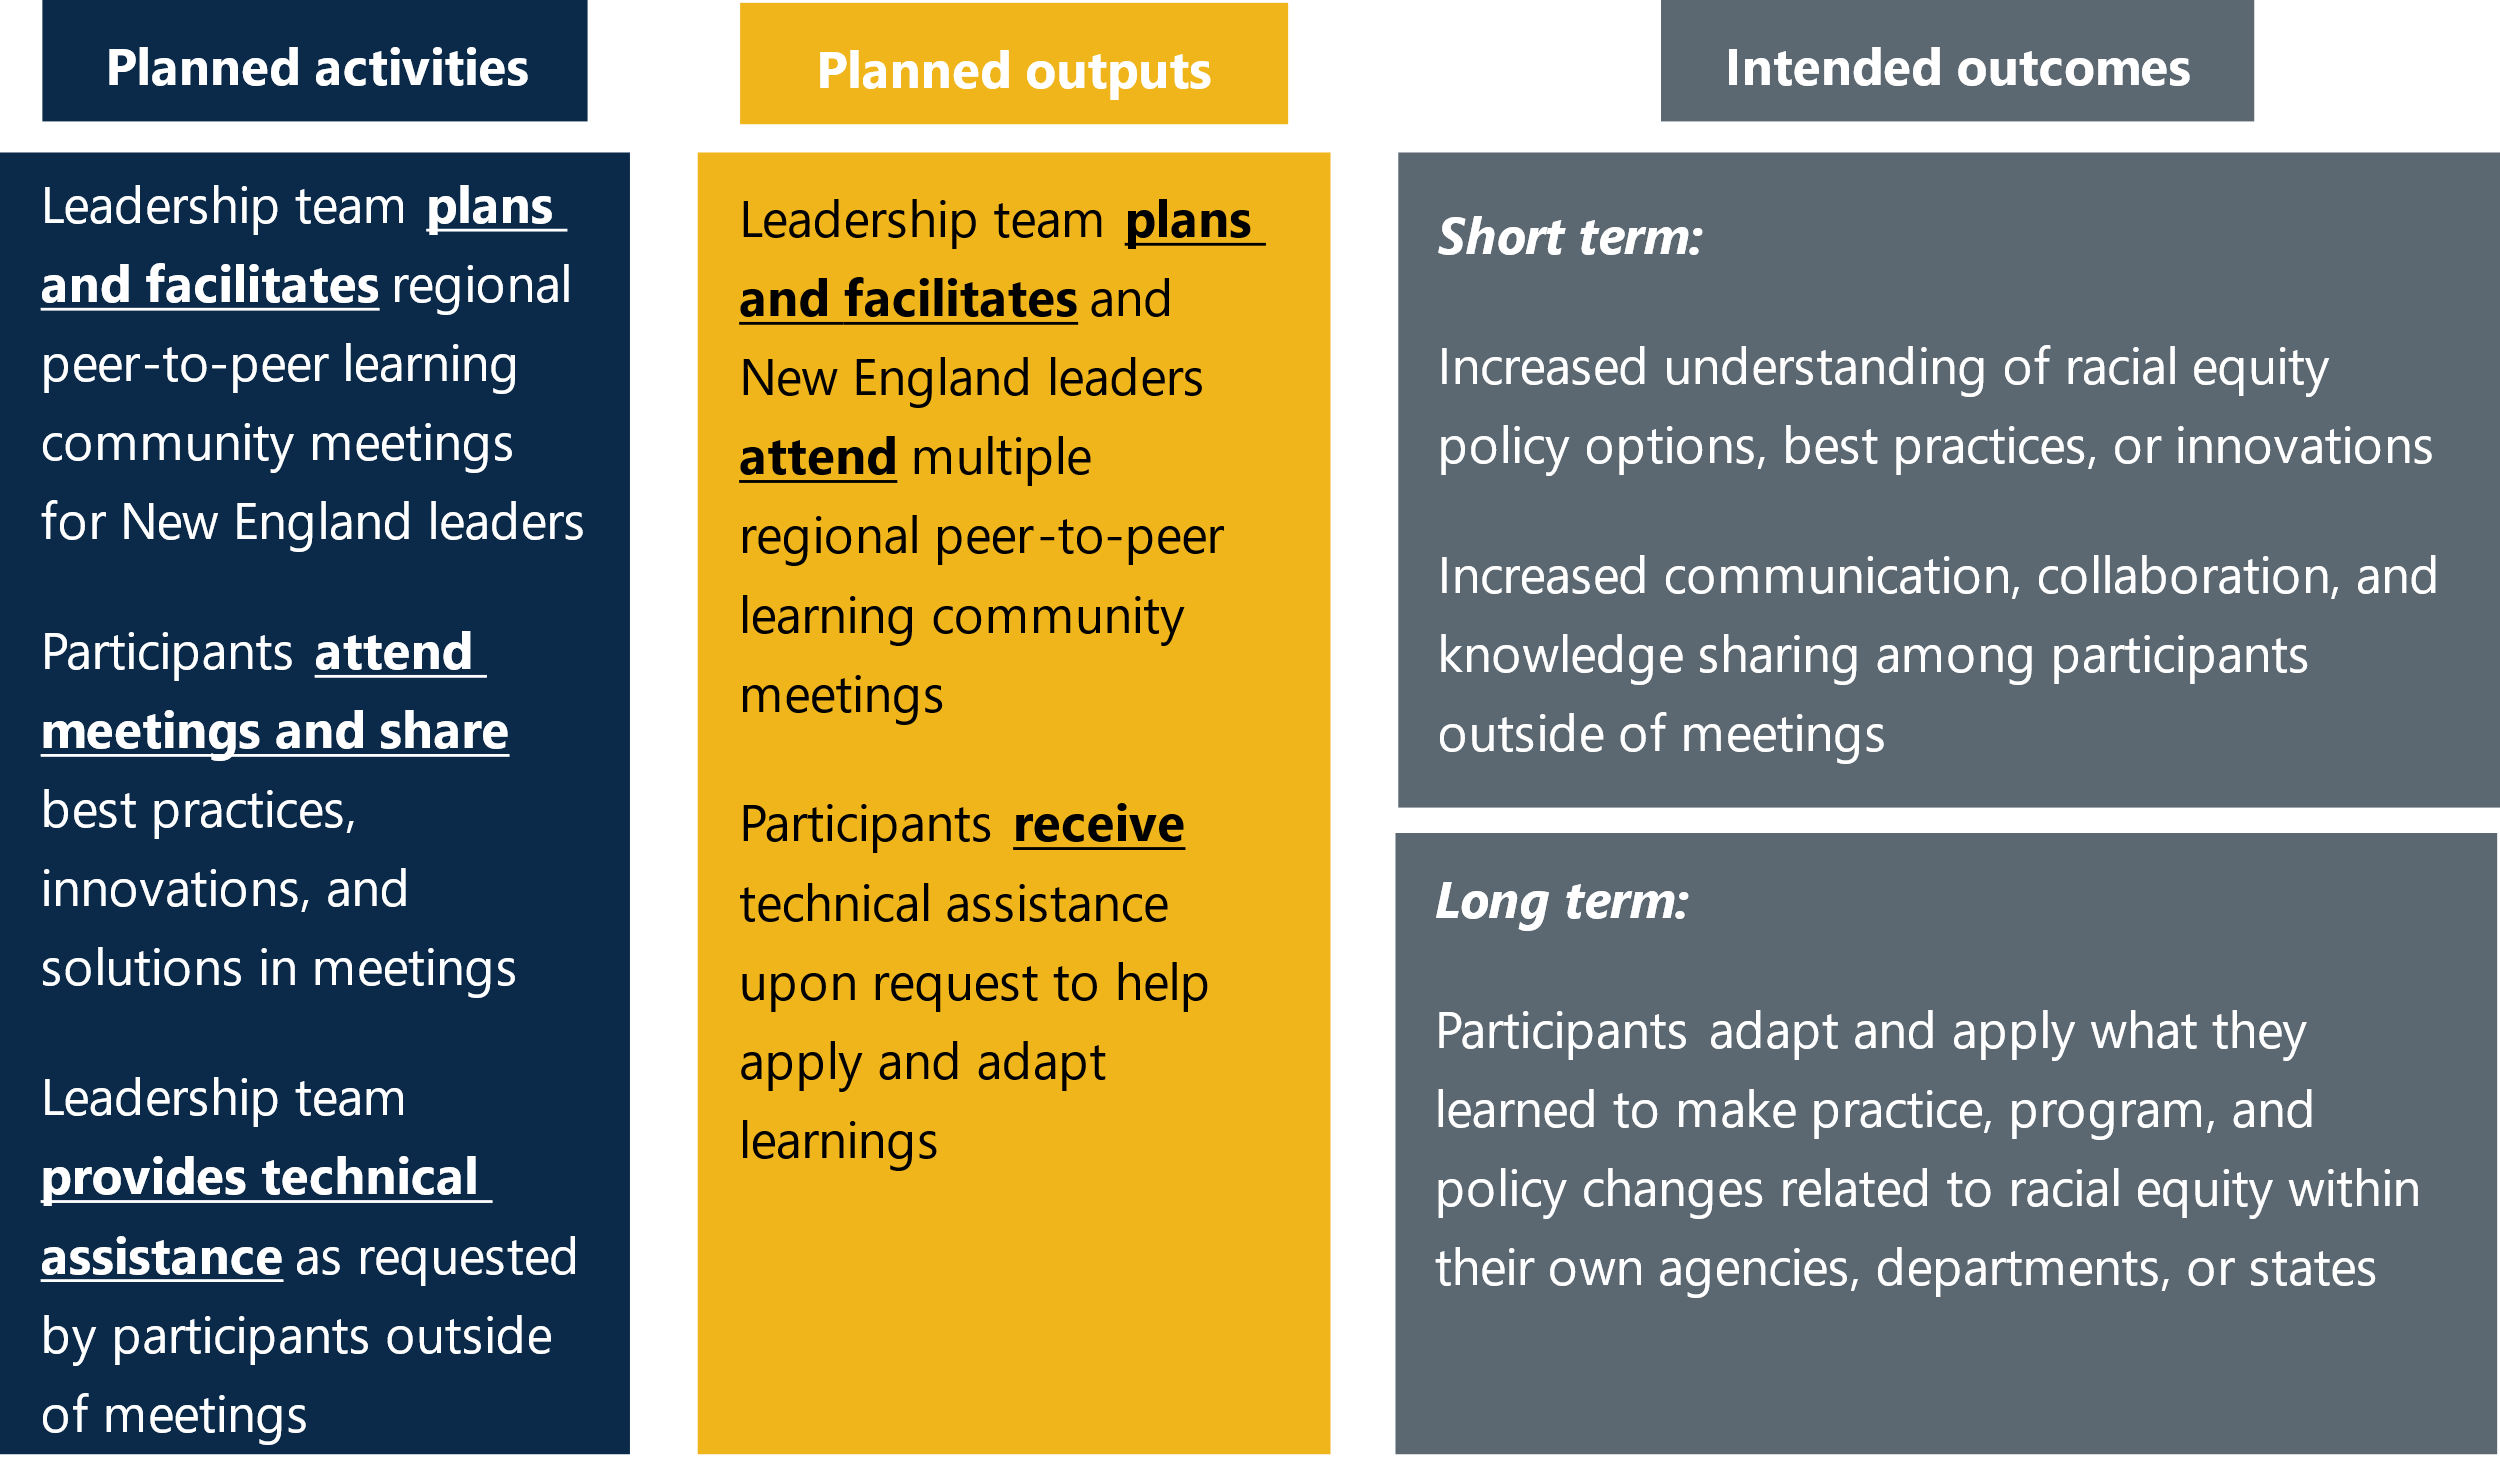 Planned activities
Leadership team plans
and facilitates regional
peer-to-peer learning
community meetings
for New England leaders
Participants attend
meetings and share
best practices,
innovations, and
solutions in meetings
Leadership team
provides technical
assistance as requested
by participants outside
of meetings
Planned outputs
Leadership team plans
and facilitates and
New England leaders
attend multiple
regional peer-to-peer
learning community
meetings
Participants receive
technical assistance
upon request to help
apply and adapt
learnings
Intended outcomes
Short term:
Increased understanding of racial equity
policy options, best practices, or innovations
Increased communication, collaboration, and
knowledge sharing among participants
outside of meetings
Long term:
Participants adapt and apply what they
learned to make practice, program, and
policy changes related to racial equity within
their own agencies, departments, or states